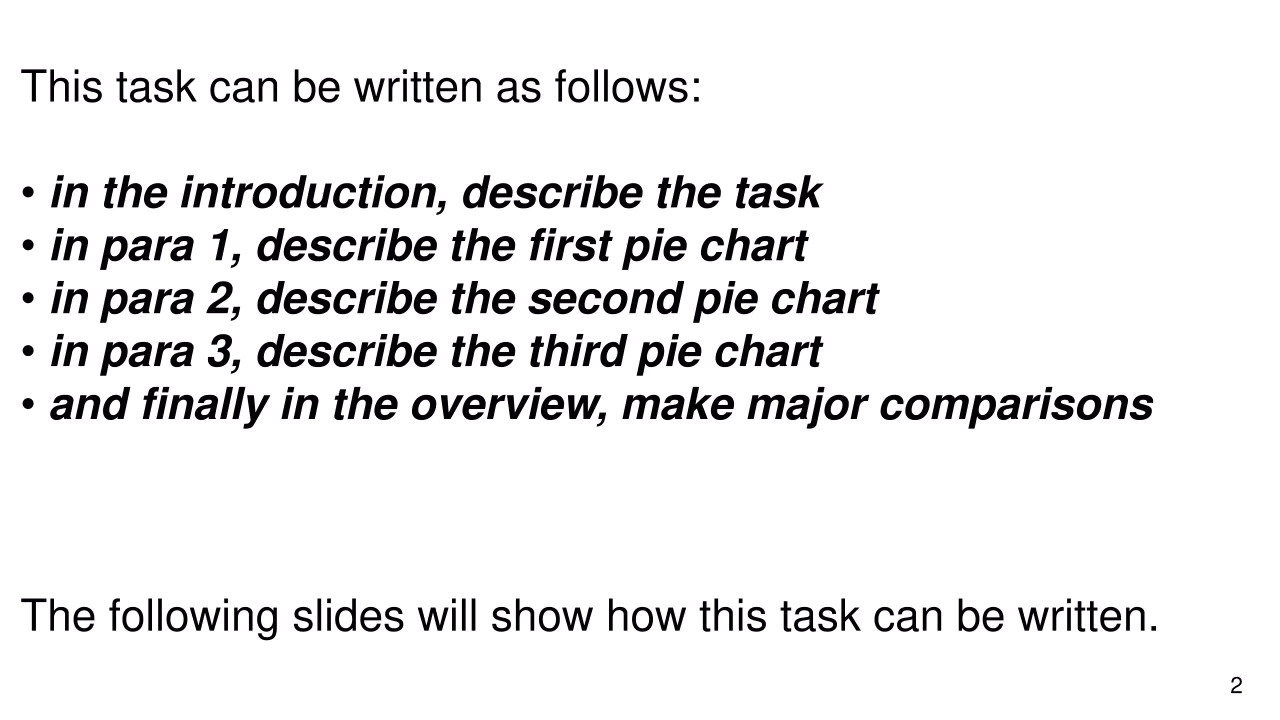 This task can be written as follows:
• in the introduction, describe the task
• in para 1, describe the first pie chart
• in para 2, describe the second pie chart
• in para 3, describe the third pie chart
• and finally in the overview, make major comparisons
The following slides will show how this task can be written.
2